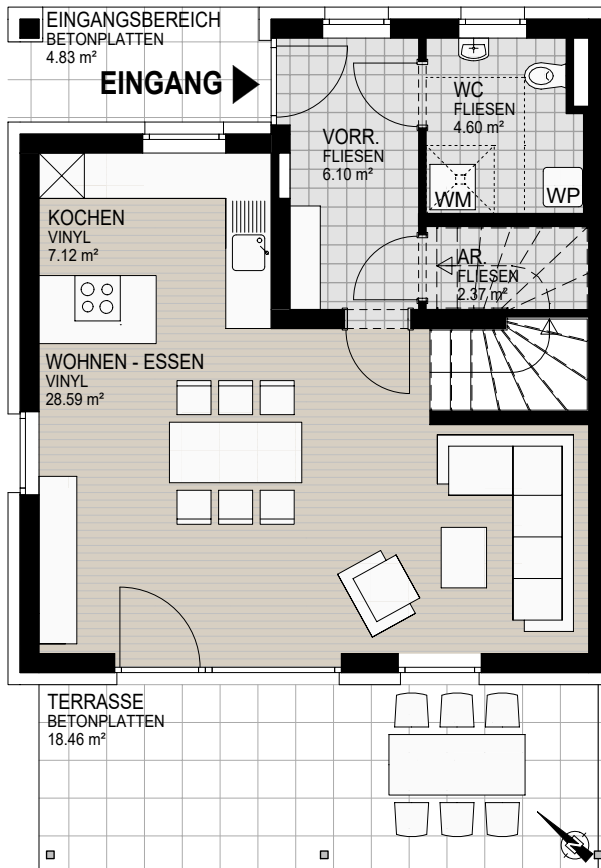 EINGANGSBEREICH
BETONPLATTEN
4.83 m²
EINGANG
VORR.
FLIESEN
6.10 m²
WC
FLIESEN
4.60 m²
WM
WP
KOCHEN
VINYL
7.12 m²
AR.
FLIESEN
2.37 m²
WOHNEN - ESSEN
VINYL
28.59 m²
TERRASSE
BETONPLATTEN
18.46 m²
N